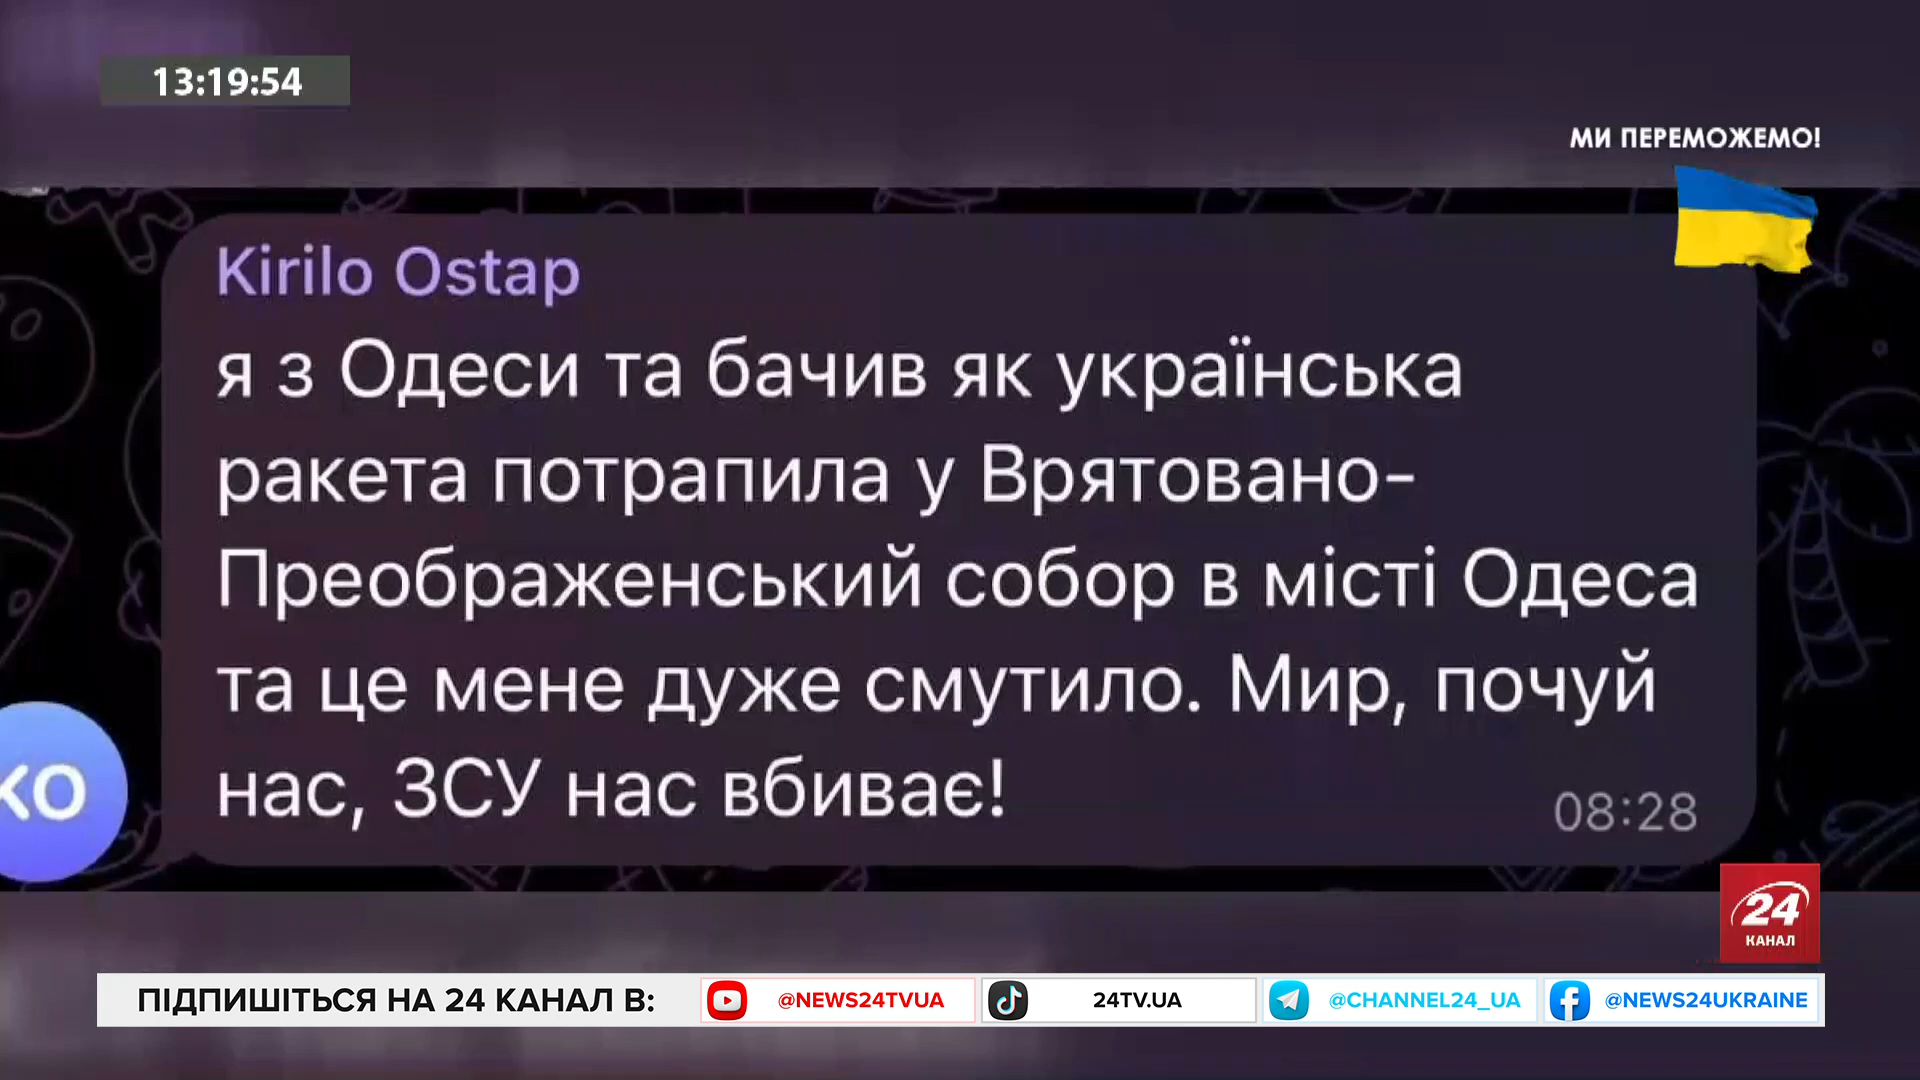 13:19:54
МИ ПЕРЕМОЖЕМО!
Kirilo Ostap
я з Одеси та бачив як українська
ракета потрапила у Врятовано-
Преображенський собор в місті Одеса
та це мене дуже смутило. Мир, почуй
нас, ЗСУ нас вбиває!
08:28
КО
24
КАНАЛ
ПІДПИШІТЬСЯ НА 24 КАНАЛ В:
@NEWS24TVUA
24TV.UA
@CHANNEL24_UA
@NEWS24UKRAINE